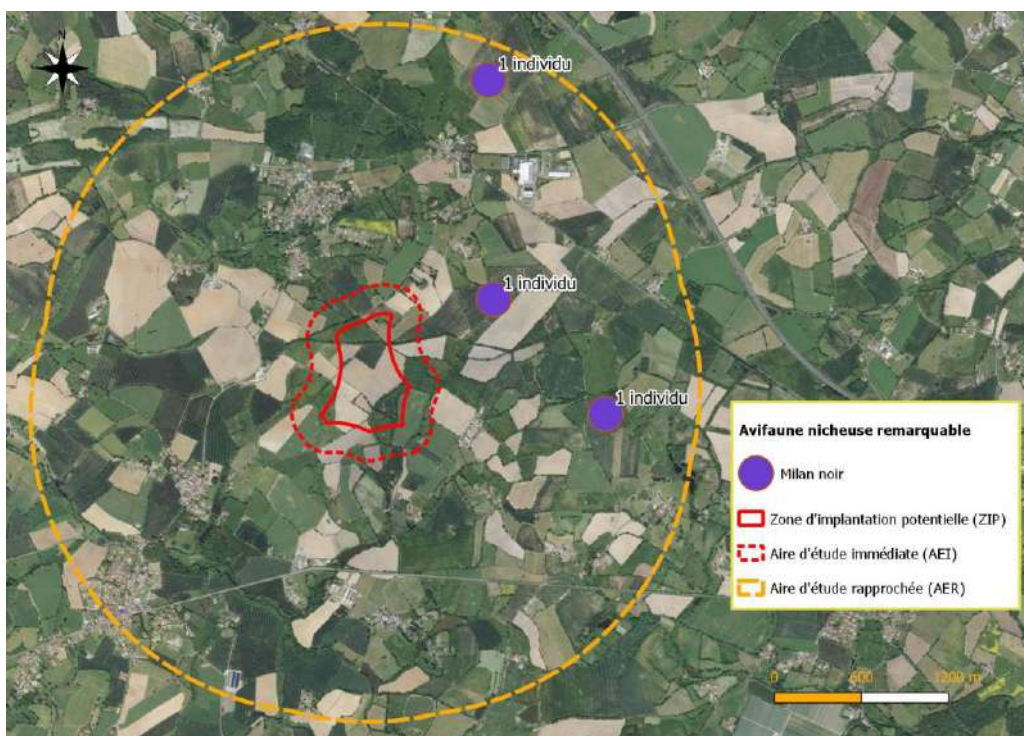 N
1 individu
1 individu
1 individu
Avifaune nicheuse remarquable
Milan noir
Zone d'implantation potentielle (ZIP)
Aire d'étude immédiate (AEI)
Aire d'étude rapprochée (AER)
0 600 1200 m